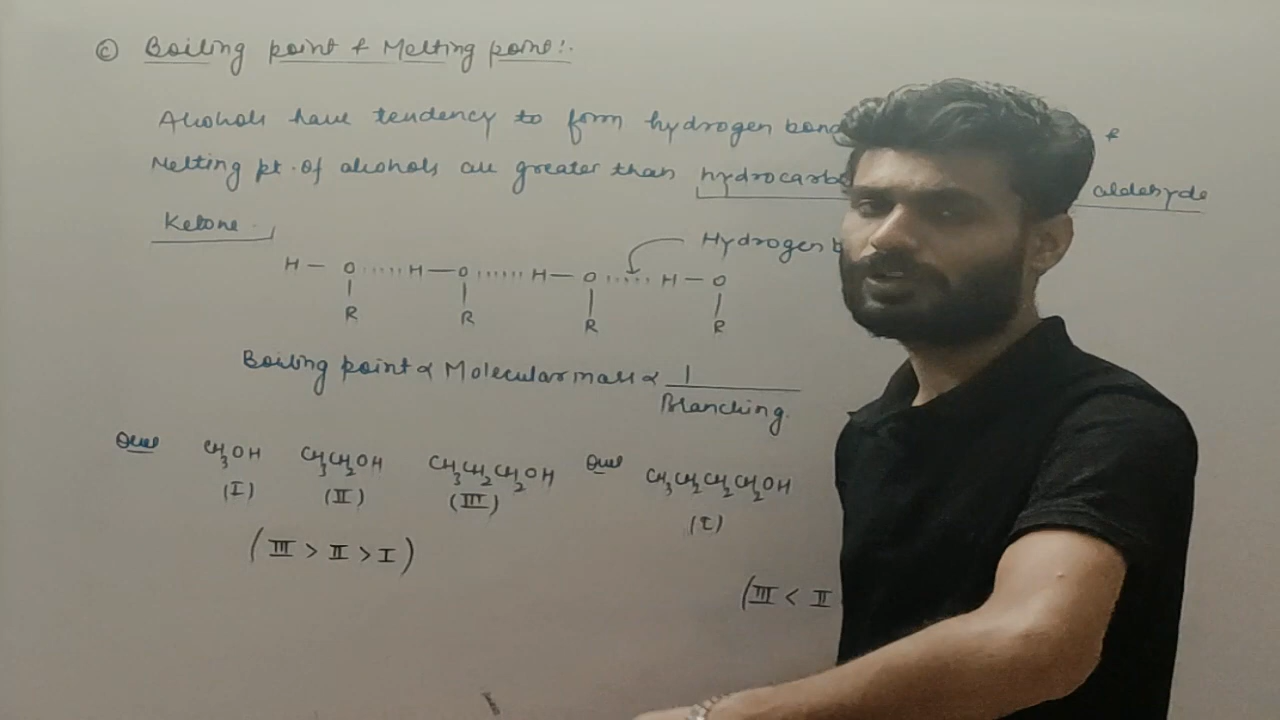 © Boiling point & Melting point:.
Alcohols have tendency to form hydrogen bond &
Melting pt. of alcohols are greater than hydrocarb aldehyde
Ketone.
Hydrogen b
H — O ...... H — O ...... H — O ...... H — O
R R R R
Boiling point ∝ Molecular mass ∝ 1
Branching.
Que CH₃OH CH₃CH₂OH CH₃CH₂CH₂OH Que CH₃CH₂CH₂CH₂OH
(I) (II) (III) (I)
(III > II > I)
(III < II